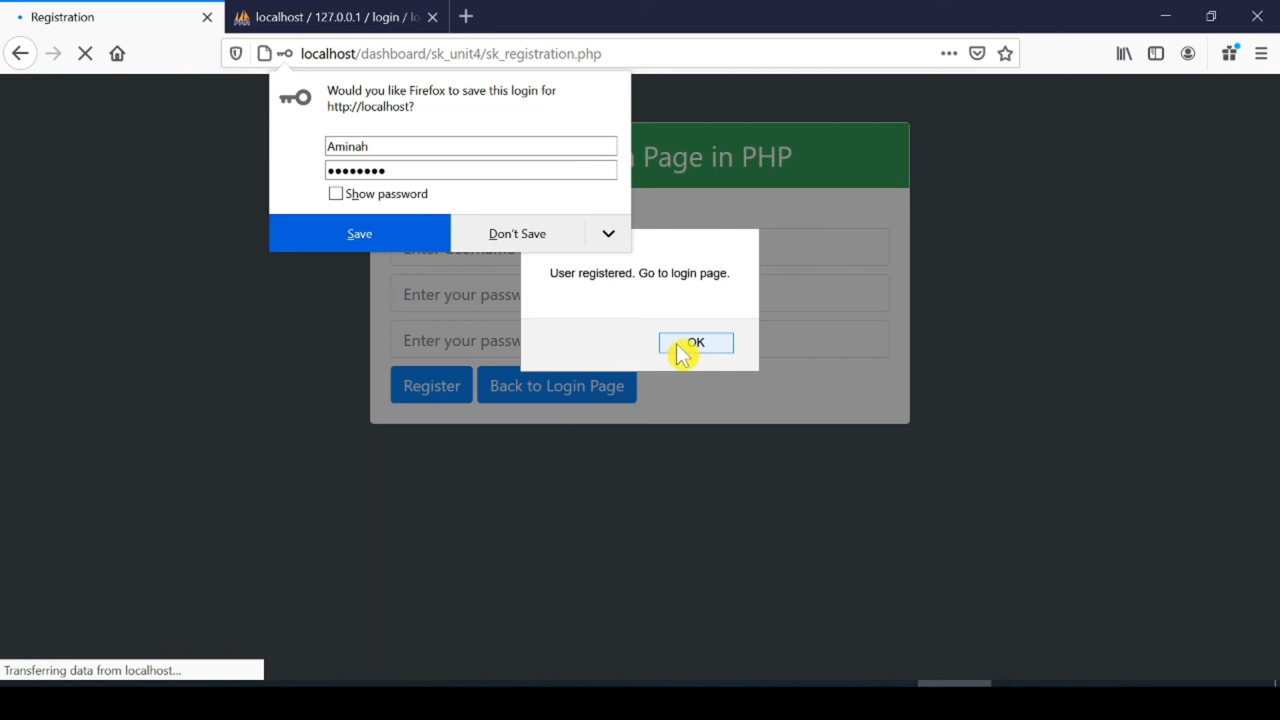 Registration
localhost / 127.0.0.1 / login / lo
localhost/dashboard/sk_unit4/sk_registration.php
Would you like Firefox to save this login for
http://localhost?
Aminah
Show password
Save
Don't Save
Page in PHP
User registered. Go to login page.
OK
Enter your passw
Enter your passw
Register
Back to Login Page
Transferring data from localhost...